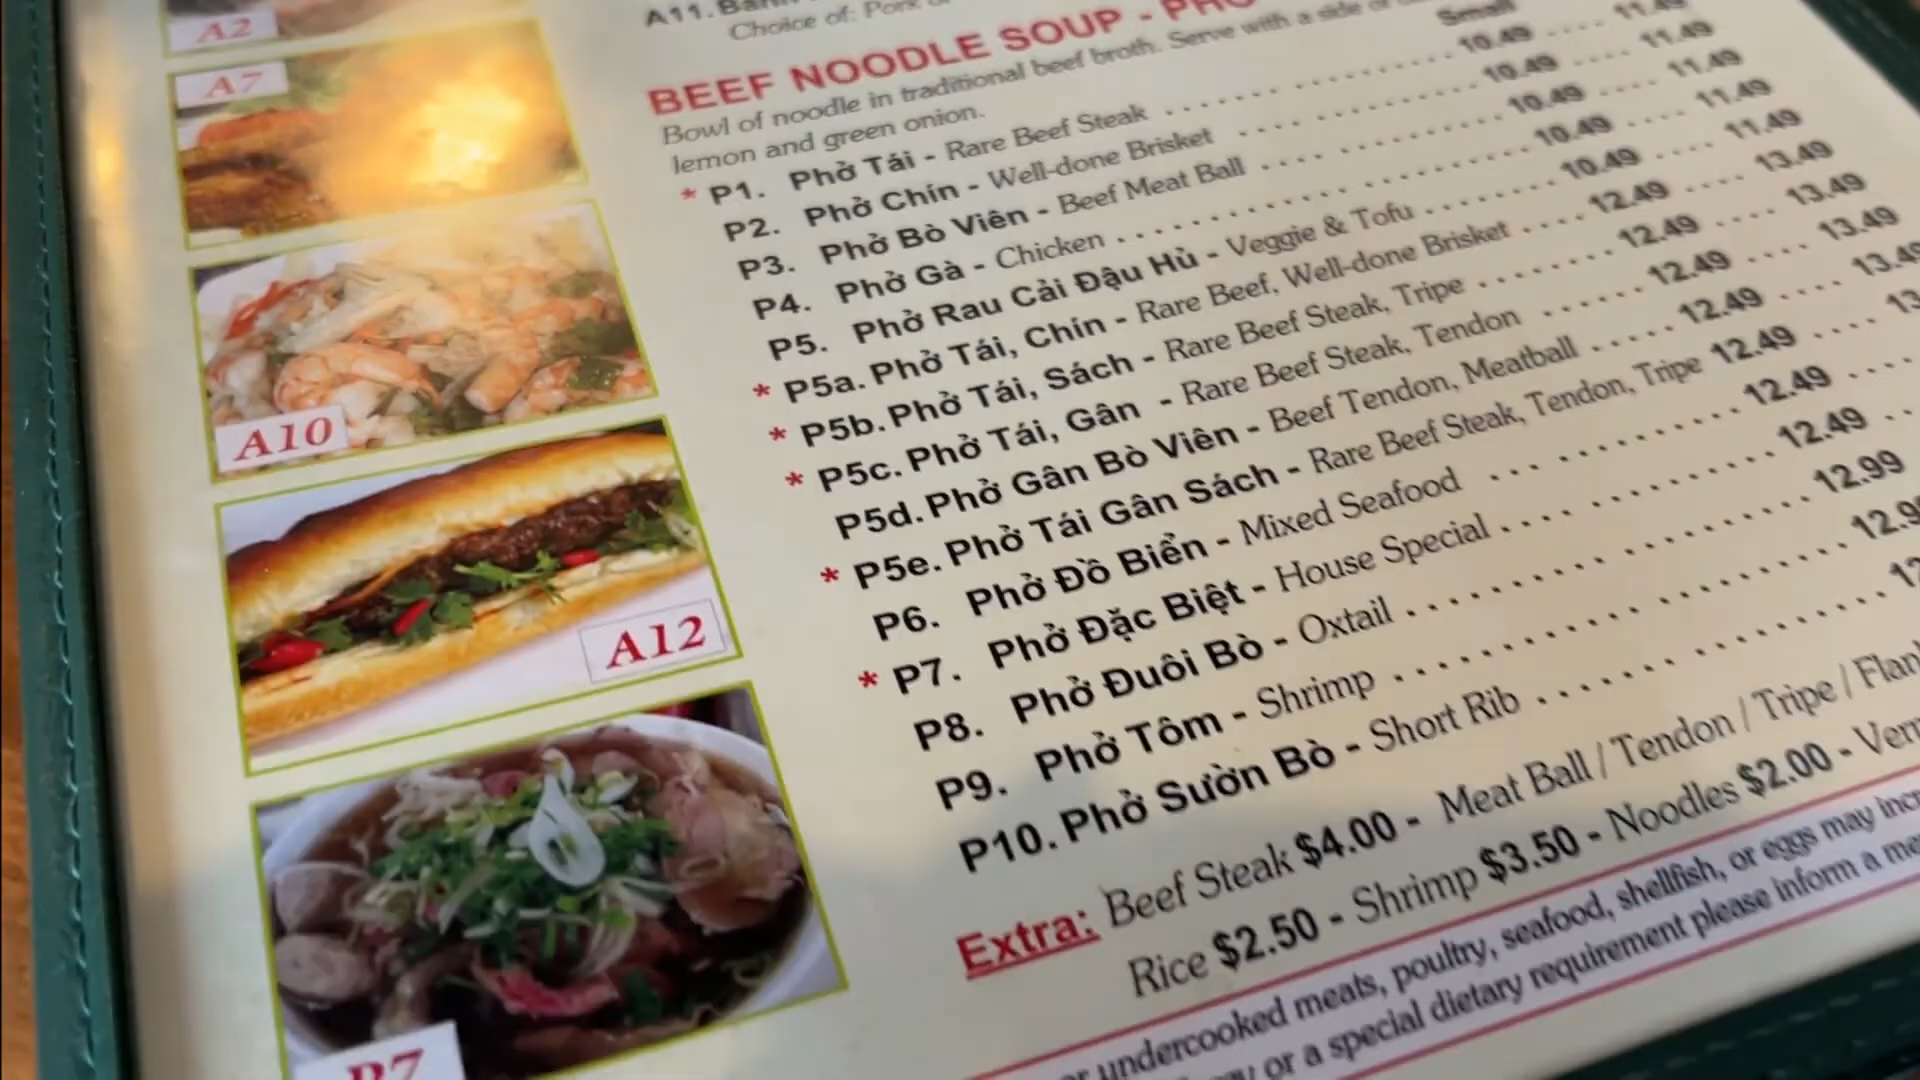 A2
A7
A10
A12
P7
A11.
Choice of: Pork
BEEF NOODLE SOUP - PHỞ
Bowl of noodle in traditional beef broth. Serve with a side of
lemon and green onion.
Small
* P1. Phở Tái - Rare Beef Steak 10.49 11.49
P2. Phở Chín - Well-done Brisket 10.49 11.49
P3. Phở Bò Viên - Beef Meat Ball 10.49 11.49
P4. Phở Gà - Chicken 10.49 11.49
P5. Phở Rau Cải Đậu Hủ - Veggie & Tofu 10.49 11.49
* P5a. Phở Tái, Chín - Rare Beef, Well-done Brisket 12.49 13.49
* P5b. Phở Tái, Sách - Rare Beef Steak, Tripe 12.49 13.49
* P5c. Phở Tái, Gân - Rare Beef Steak, Tendon 12.49 13.49
P5d. Phở Gân Bò Viên - Beef Tendon, Meatball 12.49 13.49
* P5e. Phở Tái Gân Sách - Rare Beef Steak, Tendon, Tripe 12.49
P6. Phở Đồ Biển - Mixed Seafood 12.49
* P7. Phở Đặc Biệt - House Special 12.49
P8. Phở Đuôi Bò - Oxtail 12.99
P9. Phở Tôm - Shrimp
P10. Phở Sườn Bò - Short Rib
Extra: Beef Steak $4.00 - Meat Ball / Tendon / Tripe / Flank
Rice $2.50 - Shrimp $3.50 - Noodles $2.00 -
or undercooked meats, poultry, seafood, shellfish, or eggs may
or a special dietary requirement please inform a